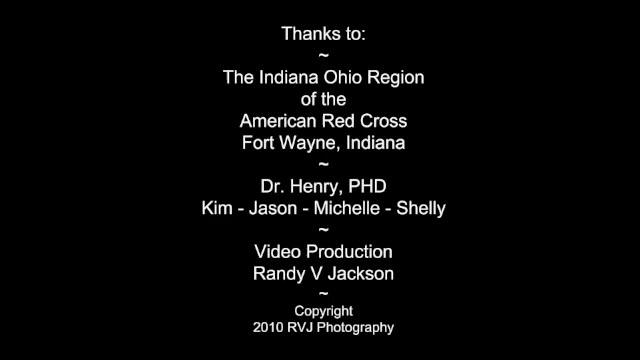 Thanks to:
~
The Indiana Ohio Region
of the
American Red Cross
Fort Wayne, Indiana
~
Dr. Henry, PHD
Kim - Jason - Michelle - Shelly
~
Video Production
Randy V Jackson
~
Copyright
2010 RVJ Photography